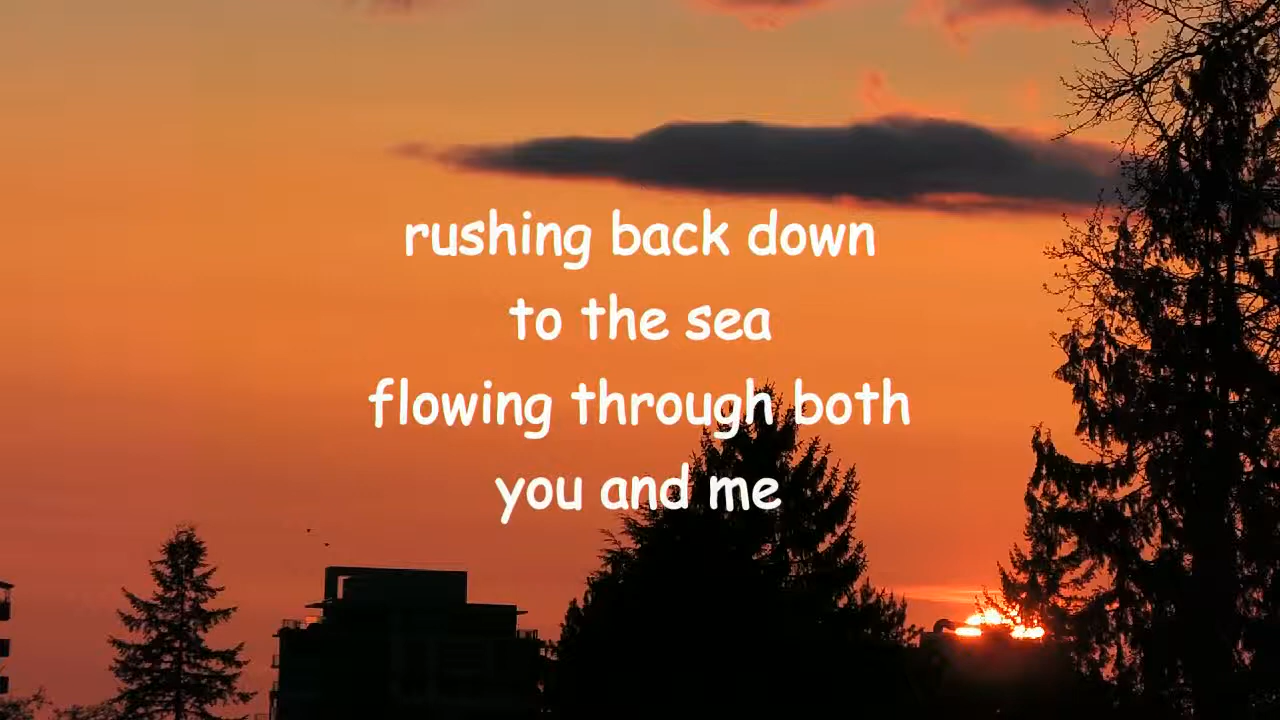 rushing back down
to the sea
flowing through both
you and me